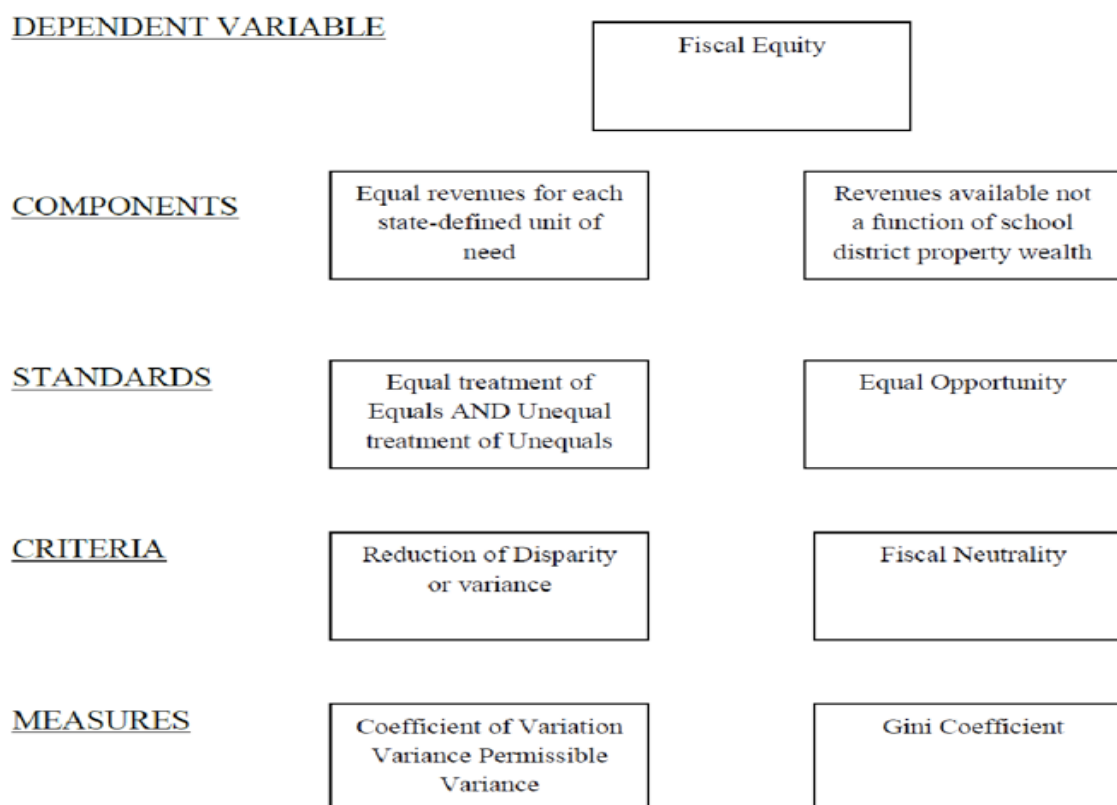 DEPENDENT VARIABLE
Fiscal Equity
COMPONENTS
Equal revenues for each
state-defined unit of
need
Revenues available not
a function of school
district property wealth
STANDARDS
Equal treatment of
Equals AND Unequal
treatment of Unequals
Equal Opportunity
CRITERIA
Reduction of Disparity
or variance
Fiscal Neutrality
MEASURES
Coefficient of Variation
Variance Permissible
Variance
Gini Coefficient